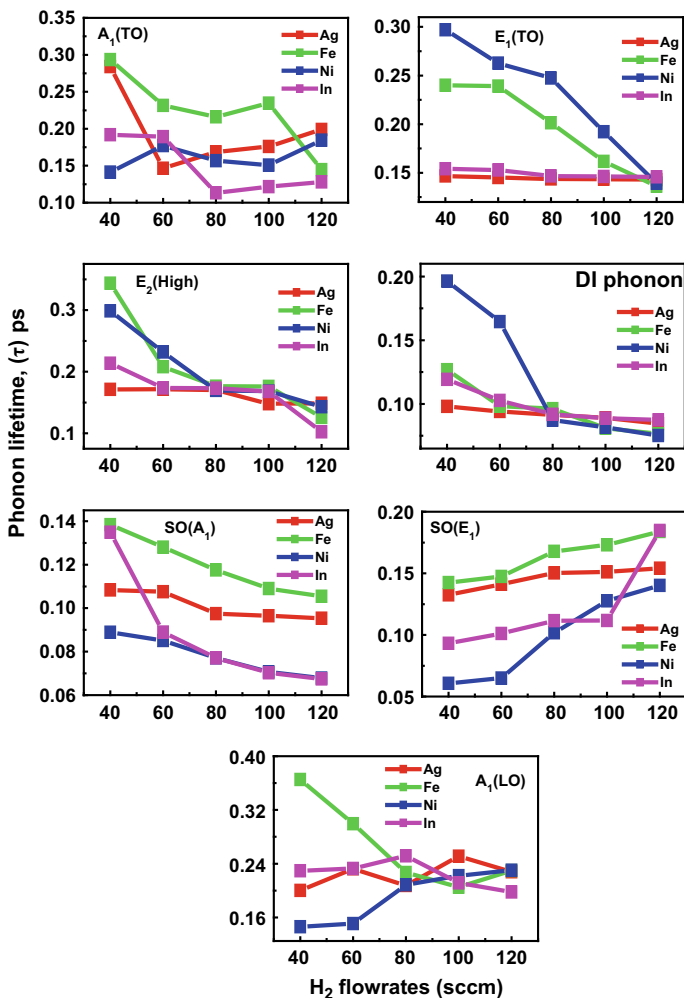 Phonon lifetime, (τ) ps
A₁(TO)
Ag
Fe
Ni
In
0.35
0.30
0.25
0.20
0.15
0.10
40 60 80 100 120
E₁(TO)
Ag
Fe
Ni
In
0.30
0.25
0.20
0.15
40 60 80 100 120
E₂(High)
Ag
Fe
Ni
In
0.3
0.2
0.1
40 60 80 100 120
DI phonon
Ag
Fe
Ni
In
0.20
0.15
0.10
40 60 80 100 120
SO(A₁)
Ag
Fe
Ni
In
0.14
0.12
0.10
0.08
0.06
40 60 80 100 120
SO(E₁)
Ag
Fe
Ni
In
0.20
0.15
0.10
0.05
40 60 80 100 120
A₁(LO)
Ag
Fe
Ni
In
0.40
0.32
0.24
0.16
40 60 80 100 120
H₂ flowrates (sccm)